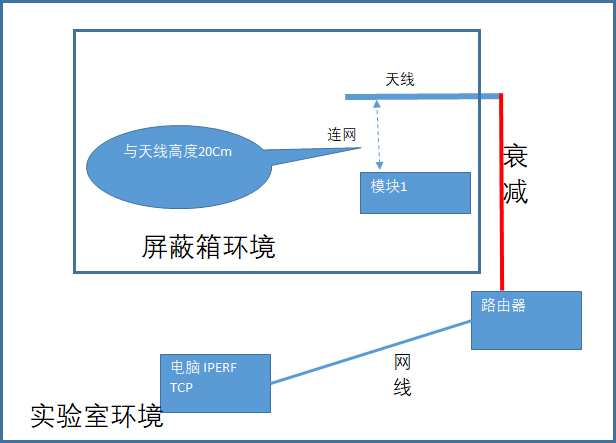 天线
连网
与天线高度20Cm
模块1
衰
减
屏蔽箱环境
路由器
网
线
电脑 IPERF
TCP
实验室环境